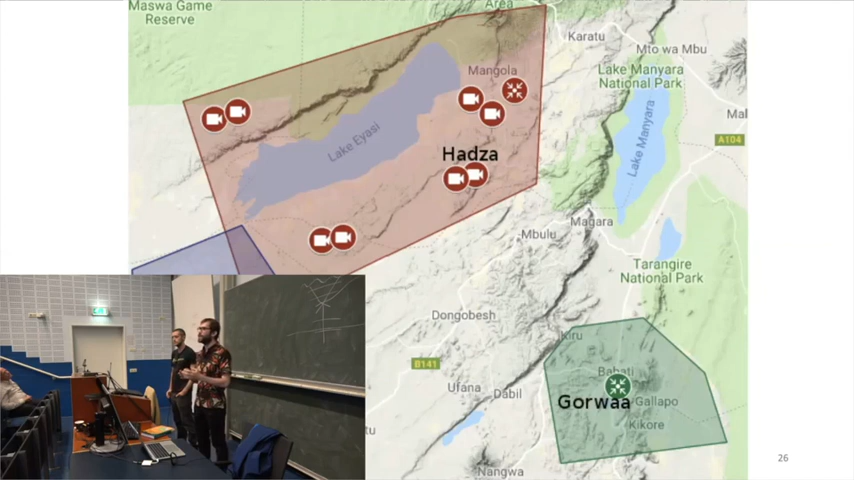 Maswa Game
Reserve
Area
Karatu
Mto wa Mbu
Mangola
Lake Manyara
National Park
Lake Eyasi
Lake Manyara
A104
Hadza
Magara
Mbulu
Tarangire
National Park
Dongobesh
Kiru
B141
Babati
Ufana
Dabil
Gorwaa
Gallapo
Kikore
Nangwa
26